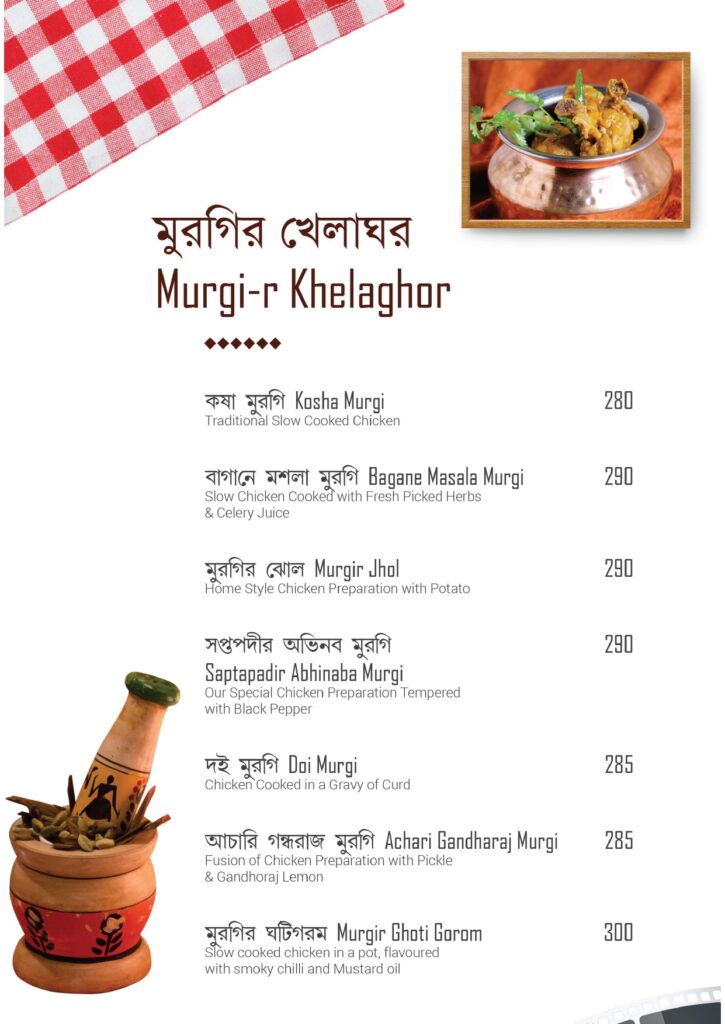 মুরগির খেলাঘর
Murgi-r Khelaghor
কষা মুরগি Kosha Murgi 280
Traditional Slow Cooked Chicken
বাগানে মশলা মুরগি Bagane Masala Murgi 290
Slow Chicken Cooked with Fresh Picked Herbs
& Celery Juice
মুরগির ঝোল Murgir Jhol 290
Home Style Chicken Preparation with Potato
সপ্তপদীর অভিনব মুরগি 290
Saptapadir Abhinaba Murgi
Our Special Chicken Preparation Tempered
with Black Pepper
দই মুরগি Doi Murgi 285
Chicken Cooked in a Gravy of Curd
আচারি গন্ধরাজ মুরগি Achari Gandharaj Murgi 285
Fusion of Chicken Preparation with Pickle
& Gandhoraj Lemon
মুরগির ঘটিগরম Murgir Ghoti Gorom 300
Slow cooked chicken in a pot, flavoured
with smoky chilli and Mustard oil